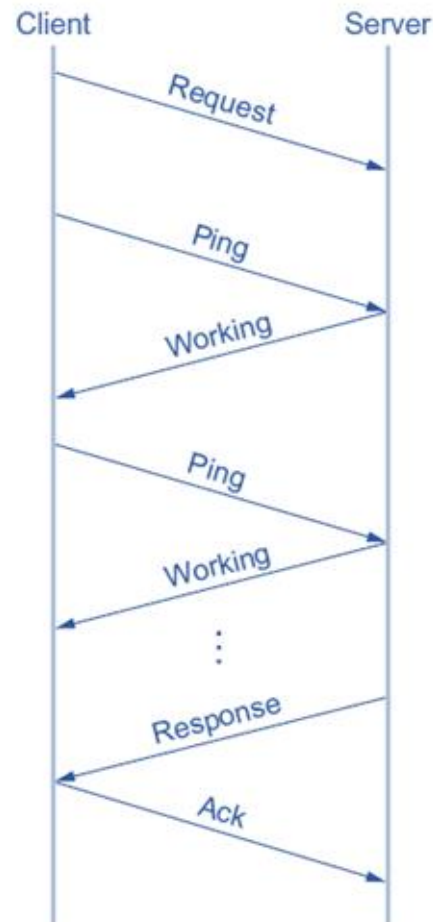 Client
Server
Request
Ping
Working
Ping
Working
Response
Ack